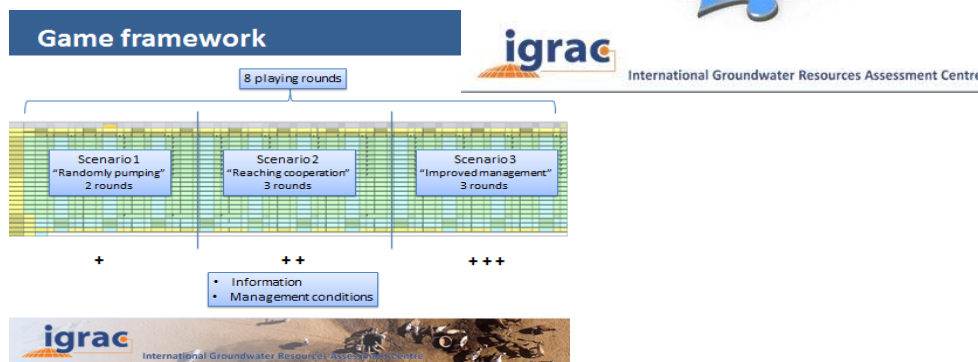 Game framework
8 playing rounds
Scenario 1
“Randomly pumping”
2 rounds
Scenario 2
“Reaching cooperation”
3 rounds
Scenario 3
“Improved management”
3 rounds
+
++
+++
• Information
• Management conditions
igrac
International Groundwater Resources Assessment Centre
igrac
International Groundwater Resources Assessment Centre